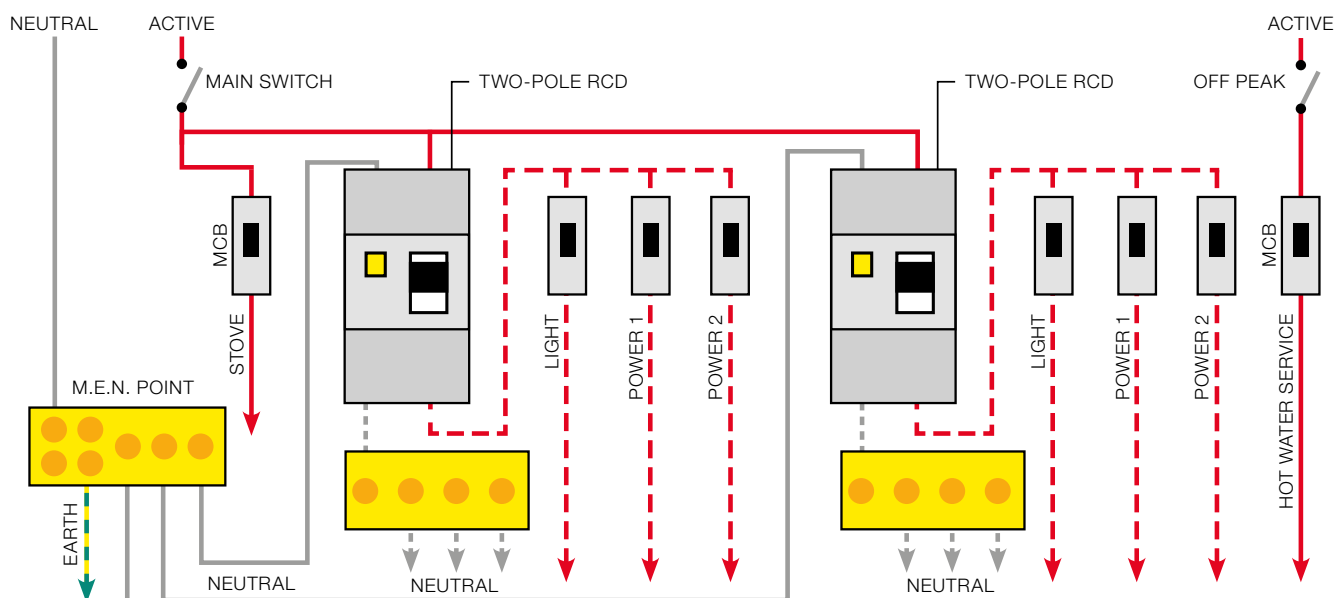 NEUTRAL
ACTIVE
ACTIVE
MAIN SWITCH
TWO-POLE RCD
TWO-POLE RCD
OFF PEAK
MCB
MCB
STOVE
LIGHT
POWER 1
POWER 2
LIGHT
POWER 1
POWER 2
HOT WATER SERVICE
M.E.N. POINT
EARTH
NEUTRAL
NEUTRAL
NEUTRAL